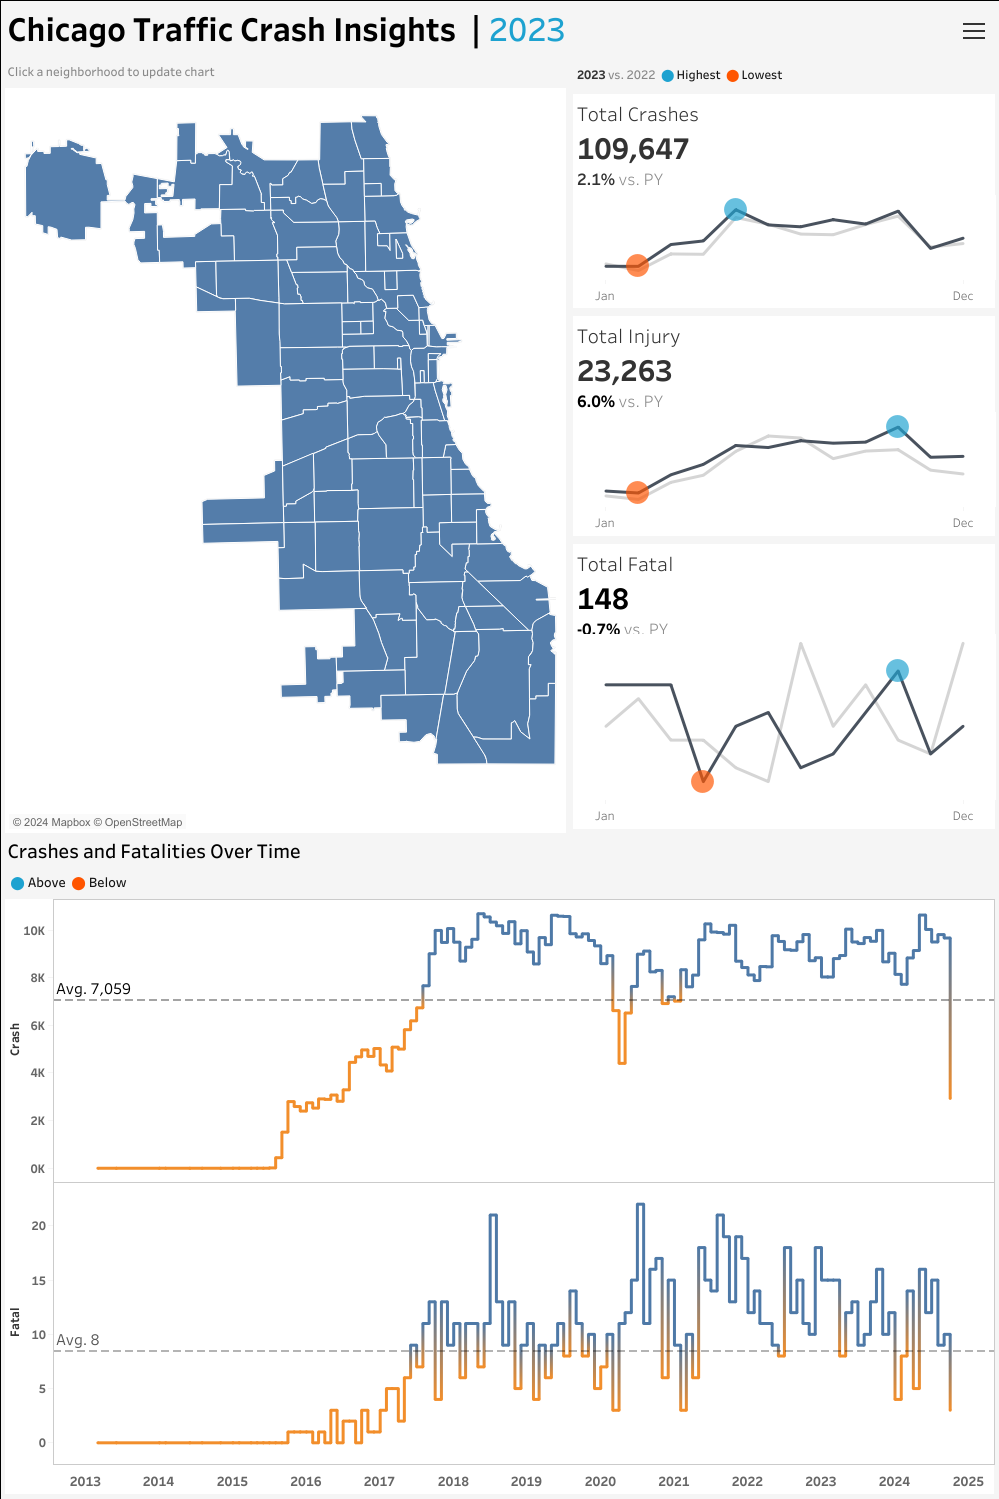 Chicago Traffic Crash Insights | 2023
Click a neighborhood to update chart
2023 vs. 2022 Highest Lowest
Total Crashes
109,647
2.1% vs. PY
Jan Dec
Total Injury
23,263
6.0% vs. PY
Jan Dec
Total Fatal
148
-0.7% vs. PY
Jan Dec
© 2024 Mapbox © OpenStreetMap
Crashes and Fatalities Over Time
Above Below
Crash
10K
8K
Avg. 7,059
6K
4K
2K
0K
Fatal
20
15
10
Avg. 8
5
0
2013 2014 2015 2016 2017 2018 2019 2020 2021 2022 2023 2024 2025